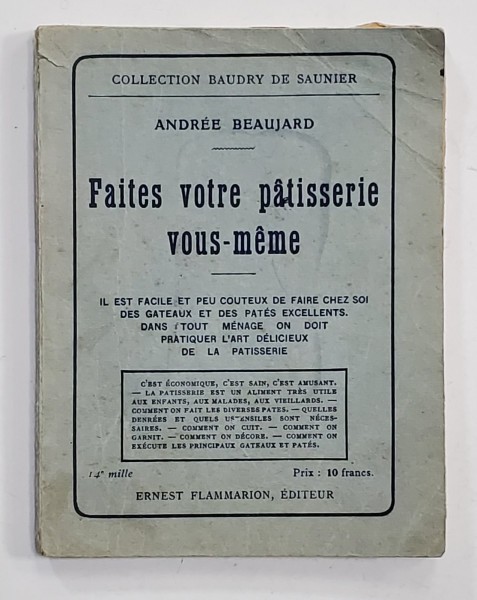 COLLECTION BAUDRY DE SAUNIER
ANDRÉE BEAUJARD
Faites votre pâtisserie
vous-même
IL EST FACILE ET PEU COUTEUX DE FAIRE CHEZ SOI
DES GATEAUX ET DES PATÉS EXCELLENTS.
DANS TOUT MÉNAGE ON DOIT
PRATIQUER L'ART DÉLICIEUX
DE LA PATISSERIE
C'EST ÉCONOMIQUE, C'EST SAIN, C'EST AMUSANT.
— LA PATISSERIE EST UN ALIMENT TRÈS UTILE
AUX ENFANTS, AUX MALADES, AUX VIEILLARDS. —
COMMENT ON FAIT LES DIVERSES PATES. — QUELLES
DENRÉES ET QUELS USTENSILES SONT NÉCES-
SAIRES. — COMMENT ON CUIT. — COMMENT ON
GARNIT. — COMMENT ON DÉCORE. — COMMENT ON
EXÉCUTE LES PRINCIPAUX GATEAUX ET PATÉS.
14e mille Prix : 10 francs.
ERNEST FLAMMARION, ÉDITEUR